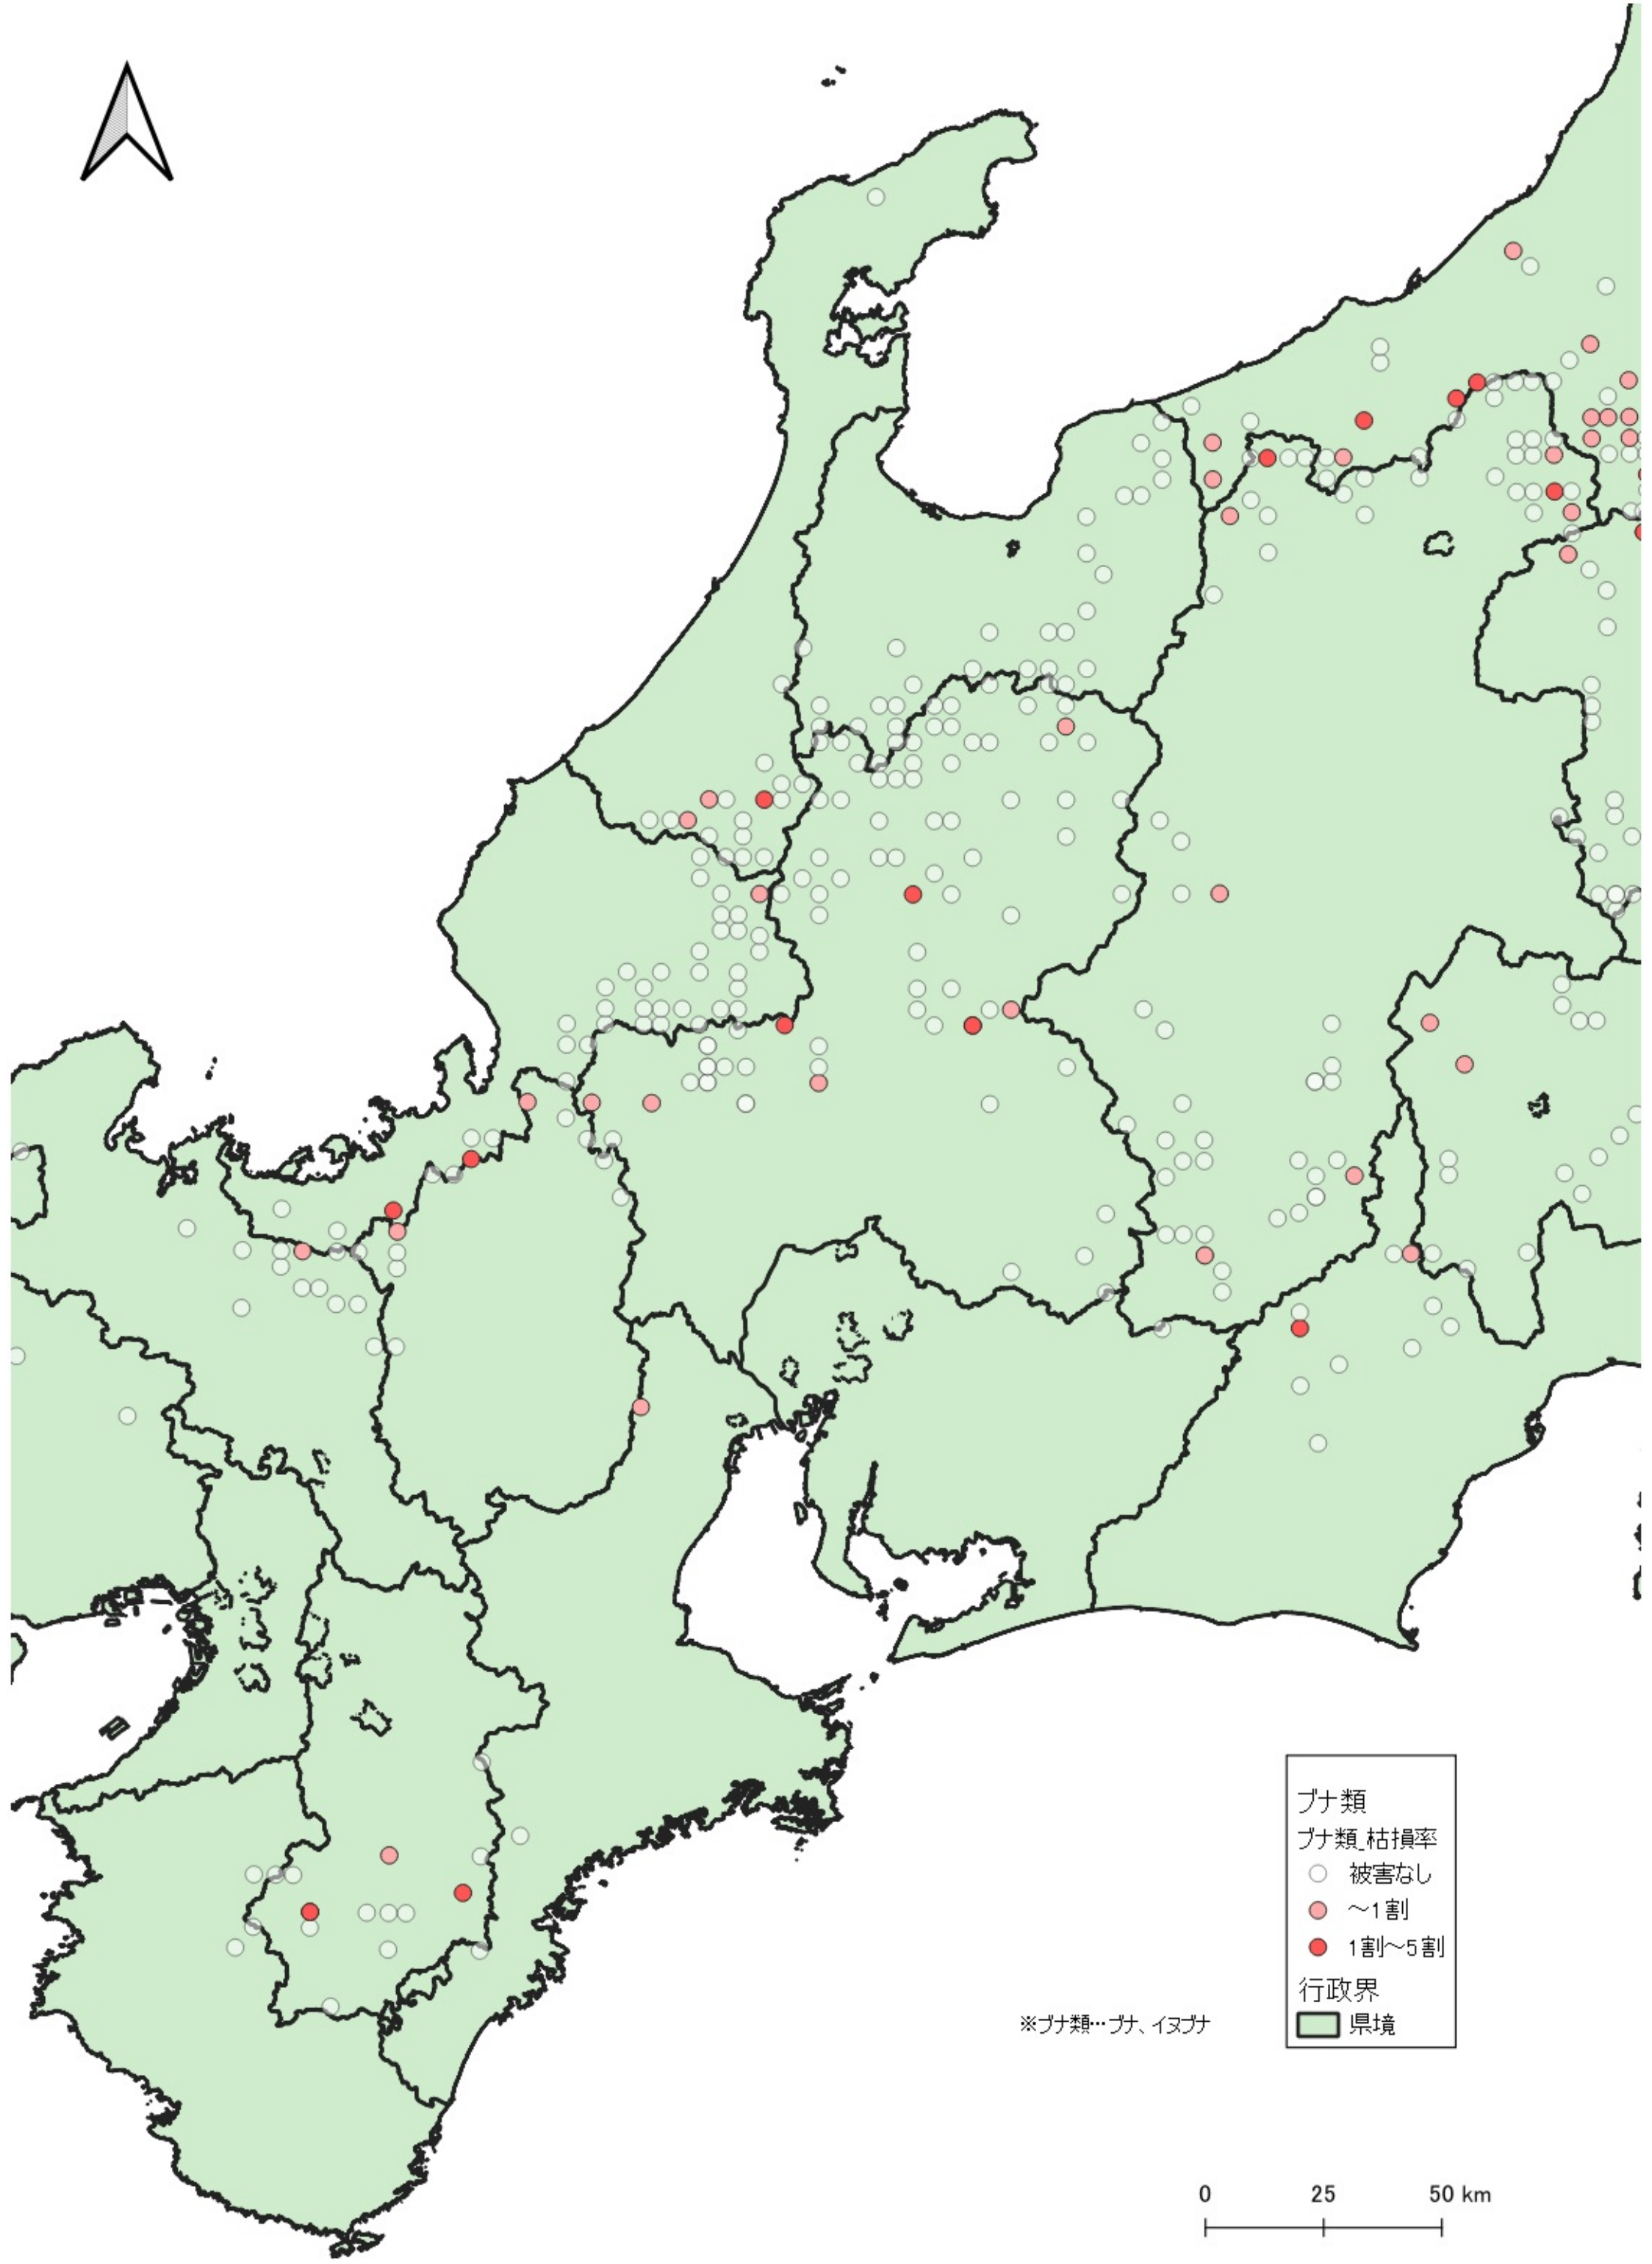 ブナ類
ブナ類_枯損率
被害なし
～1割
1割～5割
行政界
県境
※ブナ類…ブナ、イヌブナ
0 25 50 km